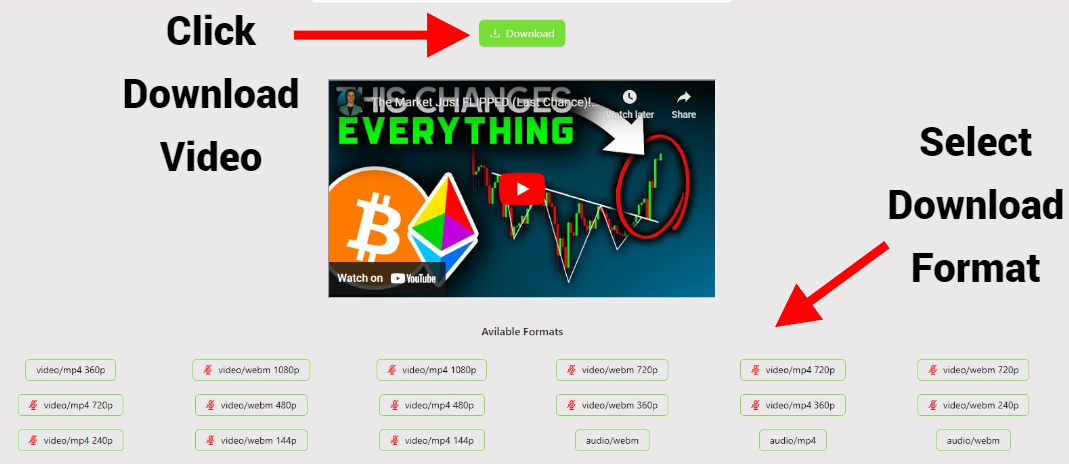 Click
Download
Video
Download
THIS CHANGES
The Market Just FLIPPED (Last Chance)!...
Watch later
Share
EVERYTHING
Watch on YouTube
Select
Download
Format
Avilable Formats
video/mp4 360p
video/webm 1080p
video/mp4 1080p
video/webm 720p
video/mp4 720p
video/webm 720p
video/mp4 720p
video/webm 480p
video/mp4 480p
video/webm 360p
video/mp4 360p
video/webm 240p
video/mp4 240p
video/webm 144p
video/mp4 144p
audio/webm
audio/mp4
audio/webm